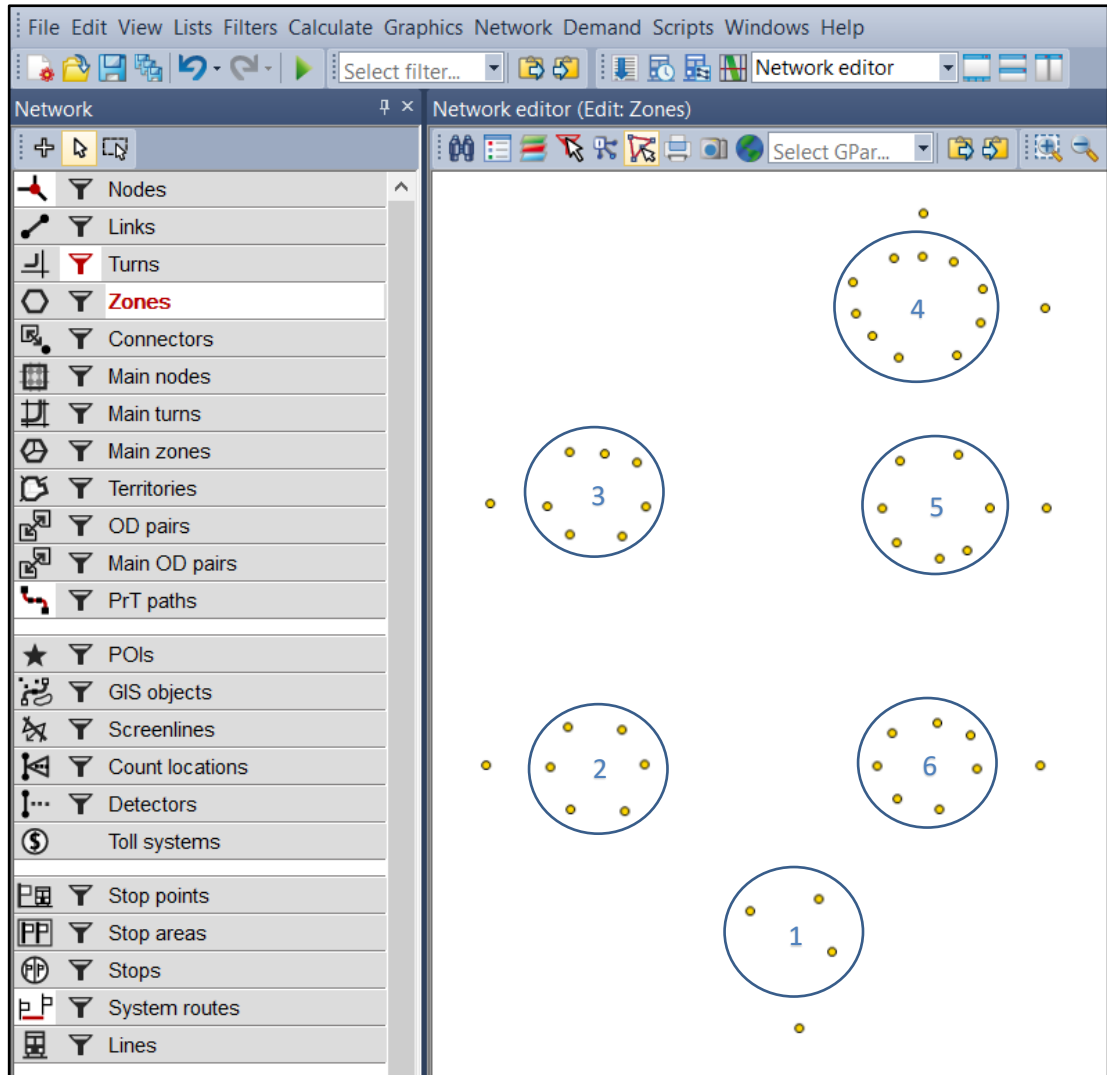 File Edit View Lists Filters Calculate Graphics Network Demand Scripts Windows Help
Select filter... Network editor
Network
Network editor (Edit: Zones)
Select GPar...
Nodes
Links
Turns
Zones
Connectors
Main nodes
Main turns
Main zones
Territories
OD pairs
Main OD pairs
PrT paths
POIs
GIS objects
Screenlines
Count locations
Detectors
Toll systems
Stop points
Stop areas
Stops
System routes
Lines
4
3
5
2
6
1